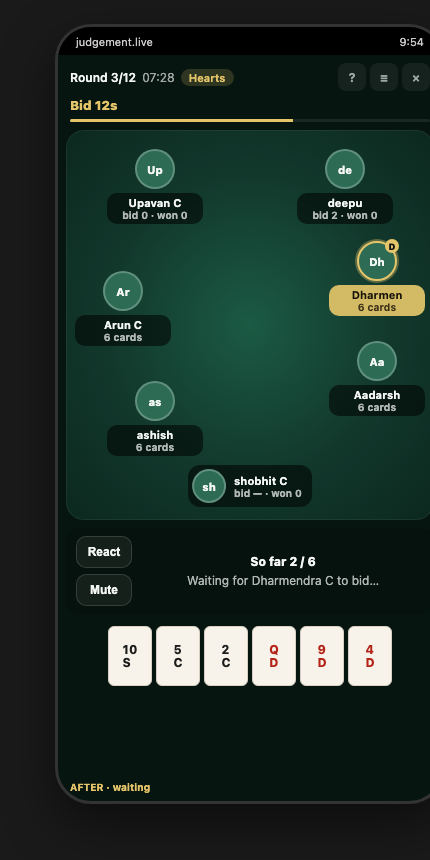 judgement.live 9:54
Round 3/12 07:28 Hearts ? ≡ ×
Bid 12s
Up de
Upavan C deepu
bid 0 · won 0 bid 2 · won 0
D
Dh
Dharmen
6 cards
Ar
Arun C
6 cards
Aa
Aadarsh
6 cards
as
ashish
6 cards
sh shobhit C
bid — · won 0
React
So far 2 / 6
Waiting for Dharmendra C to bid...
Mute
10 5 2 Q 9 4
S C C D D D
AFTER · waiting